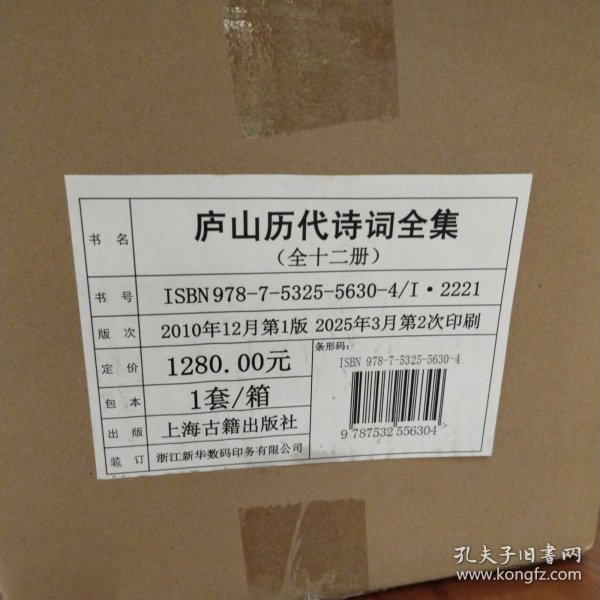 书名 庐山历代诗词全集
（全十二册）
书号 ISBN978-7-5325-5630-4/I·2221
版次 2010年12月第1版 2025年3月第2次印刷
定价 1280.00元
包本 1套/箱
出版 上海古籍出版社
装订 浙江新华数码印务有限公司
条形码：
ISBN 978-7-5325-5630-4
9 787532 556304
孔夫子旧书网
www.kongfz.com